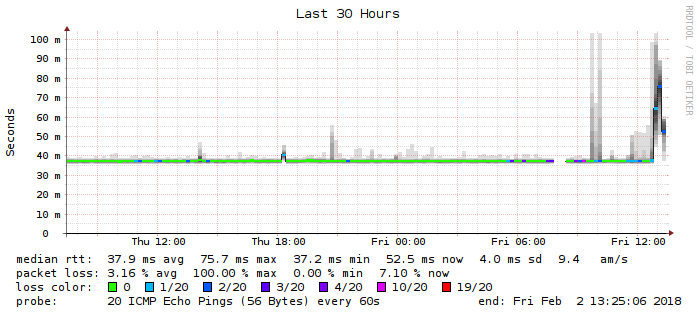 Last 30 Hours
RRDTOOL / TOBI OETIKER
Seconds
100 m
90 m
80 m
70 m
60 m
50 m
40 m
30 m
20 m
10 m
0
Thu 12:00 Thu 18:00 Fri 00:00 Fri 06:00 Fri 12:00
median rtt: 37.9 ms avg 75.7 ms max 37.2 ms min 52.5 ms now 4.0 ms sd 9.4 am/s
packet loss: 3.16 % avg 100.00 % max 0.00 % min 7.10 % now
loss color: 0 1/20 2/20 3/20 4/20 10/20 19/20
probe: 20 ICMP Echo Pings (56 Bytes) every 60s end: Fri Feb 2 13:25:06 2018